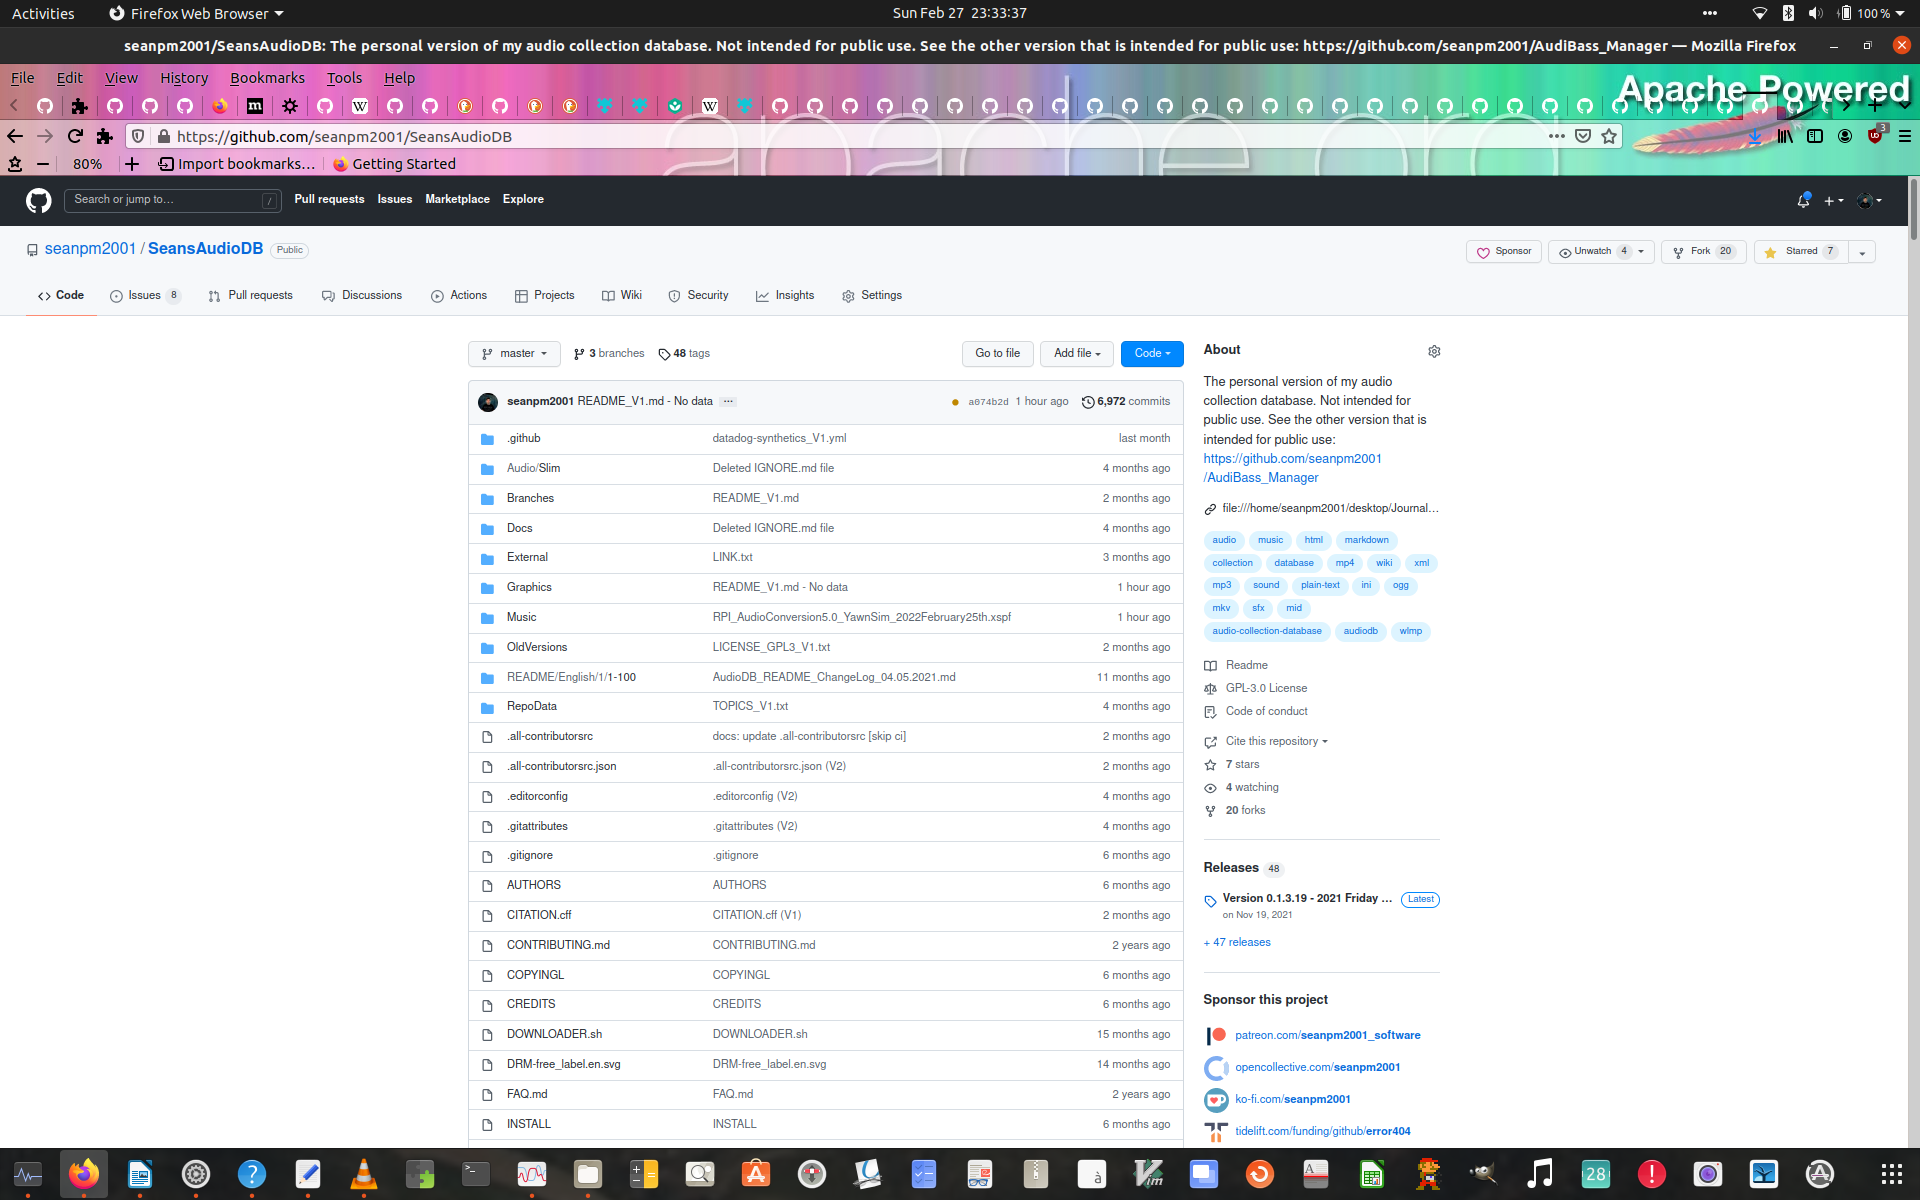 Activities Firefox Web Browser Sun Feb 27 23:33:37 100 %
seanpm2001/SeansAudioDB: The personal version of my audio collection database. Not intended for public use. See the other version that is intended for public use: https://github.com/seanpm2001/AudiBass_Manager — Mozilla Firefox
File Edit View History Bookmarks Tools Help
Apache Powered
https://github.com/seanpm2001/SeansAudioDB
apache.org
3
80% Import bookmarks... Getting Started
Search or jump to... / Pull requests Issues Marketplace Explore
seanpm2001 / SeansAudioDB Public
Sponsor Unwatch 4 Fork 20 Starred 7
Code Issues 8 Pull requests Discussions Actions Projects Wiki Security Insights Settings
master 3 branches 48 tags Go to file Add file Code
seanpm2001 README_V1.md - No data ... a074b2d 1 hour ago 6,972 commits
.github datadog-synthetics_V1.yml last month
Audio/Slim Deleted IGNORE.md file 4 months ago
Branches README_V1.md 2 months ago
Docs Deleted IGNORE.md file 4 months ago
External LINK.txt 3 months ago
Graphics README_V1.md - No data 1 hour ago
Music RPI_AudioConversion5.0_YawnSim_2022February25th.xspf 1 hour ago
OldVersions LICENSE_GPL3_V1.txt 2 months ago
README/English/1/1-100 AudioDB_README_ChangeLog_04.05.2021.md 11 months ago
RepoData TOPICS_V1.txt 4 months ago
.all-contributorsrc docs: update .all-contributorsrc [skip ci] 2 months ago
.all-contributorsrc.json .all-contributorsrc.json (V2) 2 months ago
.editorconfig .editorconfig (V2) 4 months ago
.gitattributes .gitattributes (V2) 4 months ago
.gitignore .gitignore 6 months ago
AUTHORS AUTHORS 6 months ago
CITATION.cff CITATION.cff (V1) 2 months ago
CONTRIBUTING.md CONTRIBUTING.md 2 years ago
COPYINGL COPYINGL 6 months ago
CREDITS CREDITS 6 months ago
DOWNLOADER.sh DOWNLOADER.sh 15 months ago
DRM-free_label.en.svg DRM-free_label.en.svg 14 months ago
FAQ.md FAQ.md 2 years ago
INSTALL INSTALL 6 months ago
About
The personal version of my audio
collection database. Not intended for
public use. See the other version that is
intended for public use:
https://github.com/seanpm2001
/AudiBass_Manager
file:///home/seanpm2001/desktop/Journal...
audio music html markdown
collection database mp4 wiki xml
mp3 sound plain-text ini ogg
mkv sfx mid
audio-collection-database audiodb wlmp
Readme
GPL-3.0 License
Code of conduct
Cite this repository
7 stars
4 watching
20 forks
Releases 48
Version 0.1.3.19 - 2021 Friday ... Latest
on Nov 19, 2021
+ 47 releases
Sponsor this project
patreon.com/seanpm2001_software
opencollective.com/seanpm2001
ko-fi.com/seanpm2001
tidelift.com/funding/github/error404
28